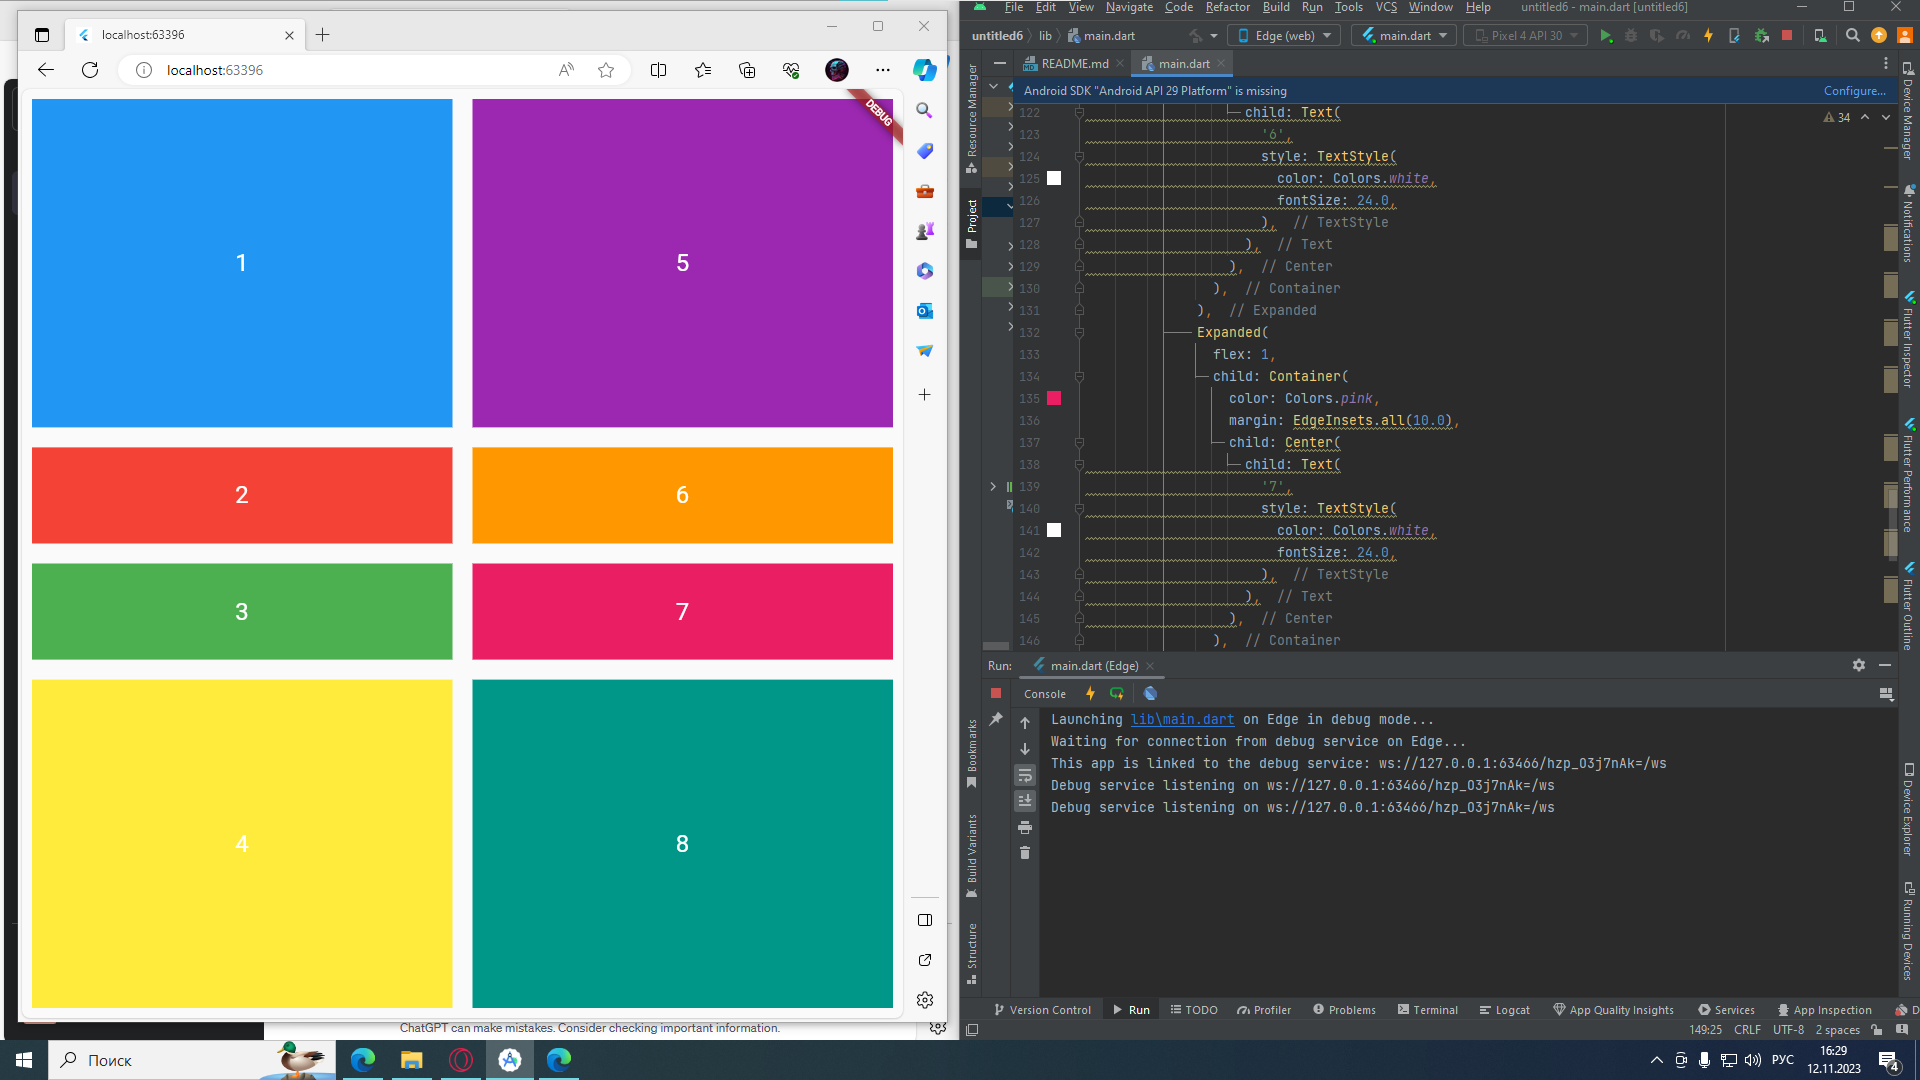 localhost:63396
localhost:63396
DEBUG
1
5
2
6
3
7
4
8
ChatGPT can make mistakes. Consider checking important information.
File Edit View Navigate Code Refactor Build Run Tools VCS Window Help untitled6 - main.dart [untitled6]
untitled6 lib main.dart Edge (web) main.dart Pixel 4 API 30
README.md main.dart
Android SDK "Android API 29 Platform" is missing Configure...
34
122 child: Text(
123 '6',
124 style: TextStyle(
125 color: Colors.white,
126 fontSize: 24.0,
127 ), // TextStyle
128 ), // Text
129 ), // Center
130 ), // Container
131 ), // Expanded
132 Expanded(
133 flex: 1,
134 child: Container(
135 color: Colors.pink,
136 margin: EdgeInsets.all(10.0),
137 child: Center(
138 child: Text(
139 '7',
140 style: TextStyle(
141 color: Colors.white,
142 fontSize: 24.0,
143 ), // TextStyle
144 ), // Text
145 ), // Center
146 ), // Container
Resource Manager
Project
Bookmarks
Build Variants
Structure
Device Manager
Notifications
Flutter Inspector
Flutter Performance
Flutter Outline
Device Explorer
Running Devices
Run: main.dart (Edge)
Console
Launching lib\main.dart on Edge in debug mode...
Waiting for connection from debug service on Edge...
This app is linked to the debug service: ws://127.0.0.1:63466/hzp_O3j7nAk=/ws
Debug service listening on ws://127.0.0.1:63466/hzp_O3j7nAk=/ws
Debug service listening on ws://127.0.0.1:63466/hzp_O3j7nAk=/ws
Version Control Run TODO Profiler Problems Terminal Logcat App Quality Insights Services App Inspection D
149:25 CRLF UTF-8 2 spaces
Поиск
РУС
16:29
12.11.2023
4